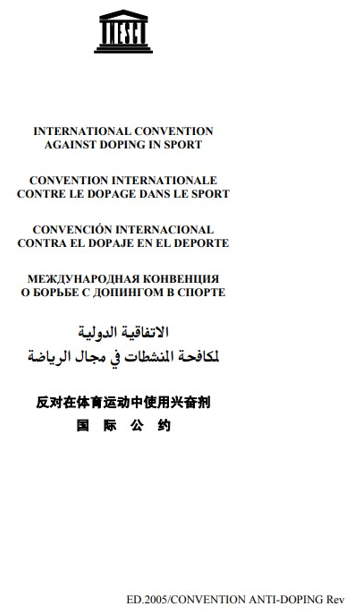 UNESCO
INTERNATIONAL CONVENTION
AGAINST DOPING IN SPORT
CONVENTION INTERNATIONALE
CONTRE LE DOPAGE DANS LE SPORT
CONVENCIÓN INTERNACIONAL
CONTRA EL DOPAJE EN EL DEPORTE
МЕЖДУНАРОДНАЯ КОНВЕНЦИЯ
О БОРЬБЕ С ДОПИНГОМ В СПОРТЕ
الاتفاقية الدولية
لمكافحة المنشطات في مجال الرياضة
反对在体育运动中使用兴奋剂
国 际 公 约
ED.2005/CONVENTION ANTI-DOPING Rev